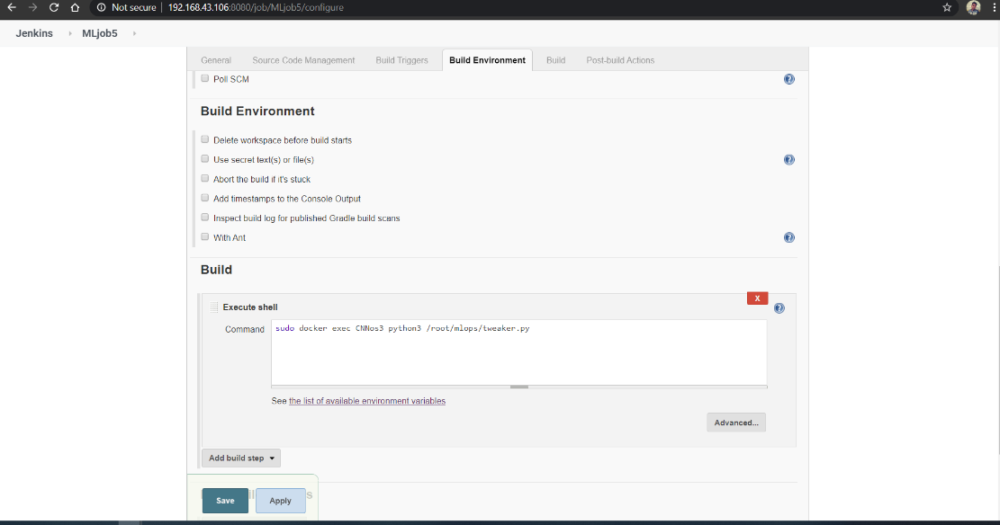 Not secure | 192.168.43.106:8080/job/MLjob5/configure
Jenkins MLjob5
General Source Code Management Build Triggers Build Environment Build Post-build Actions
Poll SCM
Build Environment
Delete workspace before build starts
Use secret text(s) or file(s)
Abort the build if it's stuck
Add timestamps to the Console Output
Inspect build log for published Gradle build scans
With Ant
Build
X
Execute shell
Command sudo docker exec CNNos3 python3 /root/mlops/tweaker.py
See the list of available environment variables
Advanced...
Add build step
Save Apply